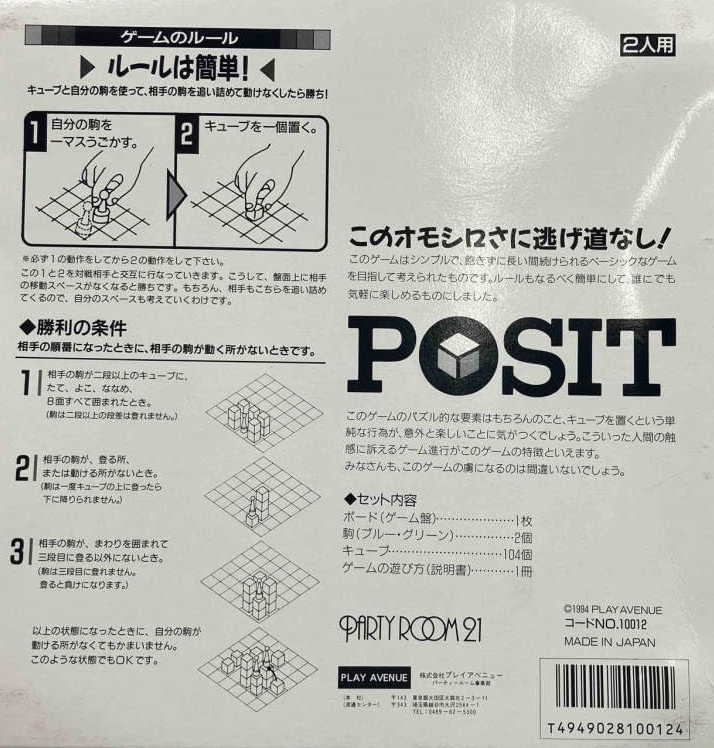 ゲームのルール
▶ルールは簡単!◀
キューブと自分の駒を使って、相手の駒を追い詰めて動けなくしたら勝ち!
1 自分の駒を
一マスうごかす。
2 キューブを一個置く。
※必ず1の動作をしてから2の動作をして下さい。
この1と2を対戦相手と交互に行なっていきます。こうして、盤面上に相手
の移動スペースがなくなると勝ちです。もちろん、相手もこちらを追い詰め
てくるので、自分のスペースも考えていくわけです。
◆勝利の条件
相手の順番になったときに、相手の駒が動く所がないときです。
1 相手の駒が二段以上のキューブに、
たて、よこ、ななめ、
8面すべて囲まれたとき。
(駒は二段以上の段差は登れません。)
2 相手の駒が、登る所、
または動ける所がないとき。
(駒は一度キューブの上に登ったら
下に降りられません。)
3 相手の駒が、まわりを囲まれて
三段目に登る以外にないとき。
(駒は三段目に登れません。
登ると負けになります。)
以上の状態になったときに、自分の駒が
動ける所がなくてもかまいません。
このような状態でもOKです。
2人用
このオモシロさに逃げ道なし!
このゲームはシンプルで、飽きずに長い間続けられるベーシックなゲーム
を目指して考えられたものです。ルールもなるべく簡単にして、誰にでも
気軽に楽しめるものにしました。
POSIT
このゲームのパズル的な要素はもちろんのこと、キューブを置くという単
純な行為が、意外と楽しいことに気がつくでしょう。こういった人間の触
感に訴えるゲーム進行がこのゲームの特徴といえます。
みなさんも、このゲームの虜になるのは間違いないでしょう。
◆セット内容
ボード(ゲーム盤)…………………1枚
駒(ブルー・グリーン)……………2個
キューブ……………………………104個
ゲームの遊び方(説明書)…………1冊
PARTY ROOM 21
©1994 PLAY AVENUE
コードNO.10012
MADE IN JAPAN
PLAY AVENUE 株式会社プレイアベニュー
パーティールーム事業部
(本 社) 〒143 東京都大田区大森北2-3-11
(流通センター) 〒343 埼玉県越谷市大沢2564-1
TEL:0489-62-5300
T4949028100124